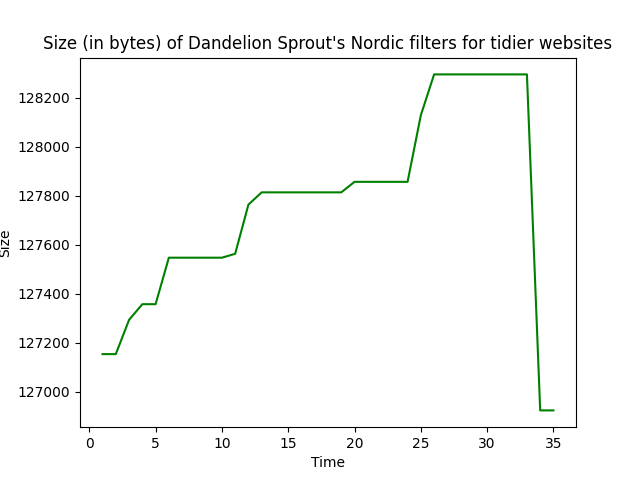 Size (in bytes) of Dandelion Sprout's Nordic filters for tidier websites
128200
128000
127800
127600
127400
127200
127000
Size
0 5 10 15 20 25 30 35
Time